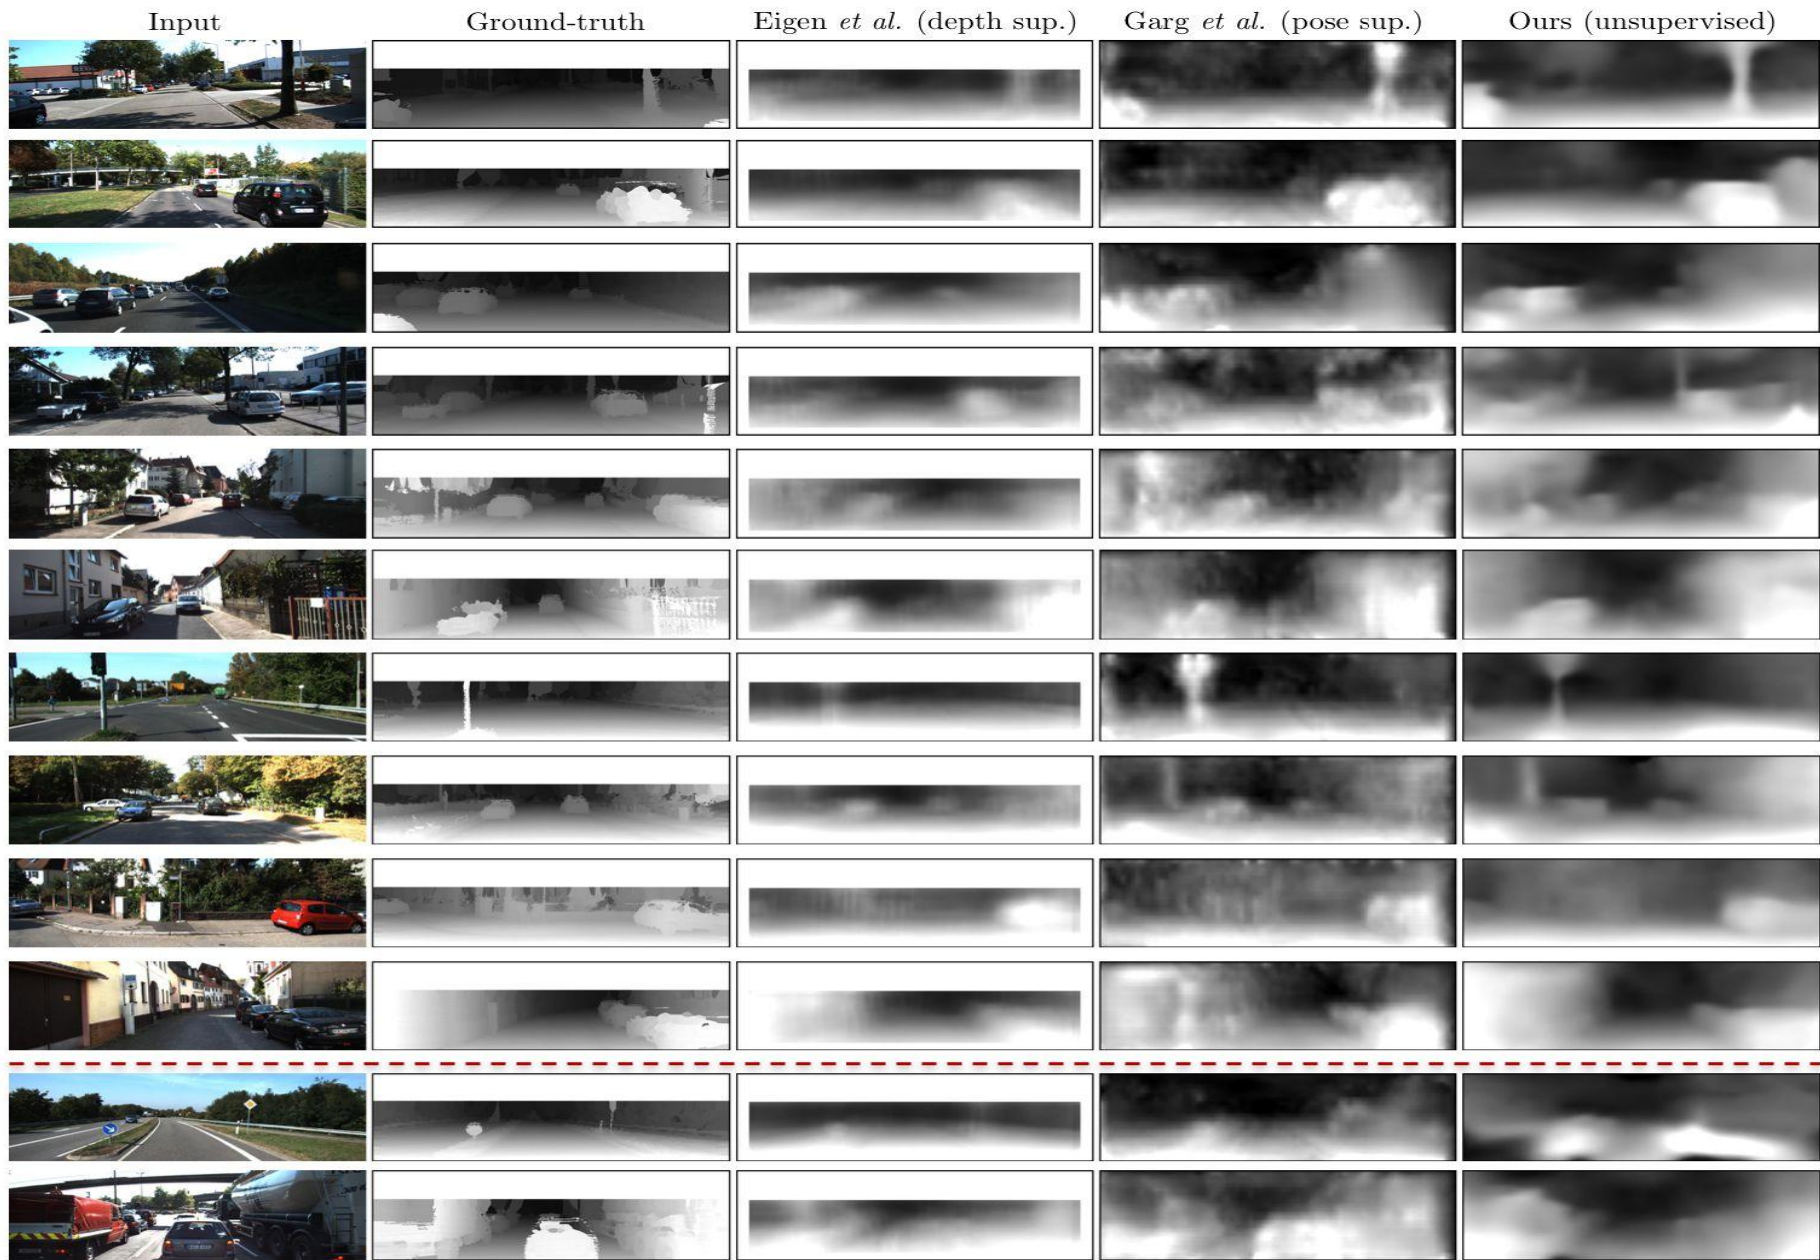 Input
Ground-truth
Eigen et al. (depth sup.)
Garg et al. (pose sup.)
Ours (unsupervised)